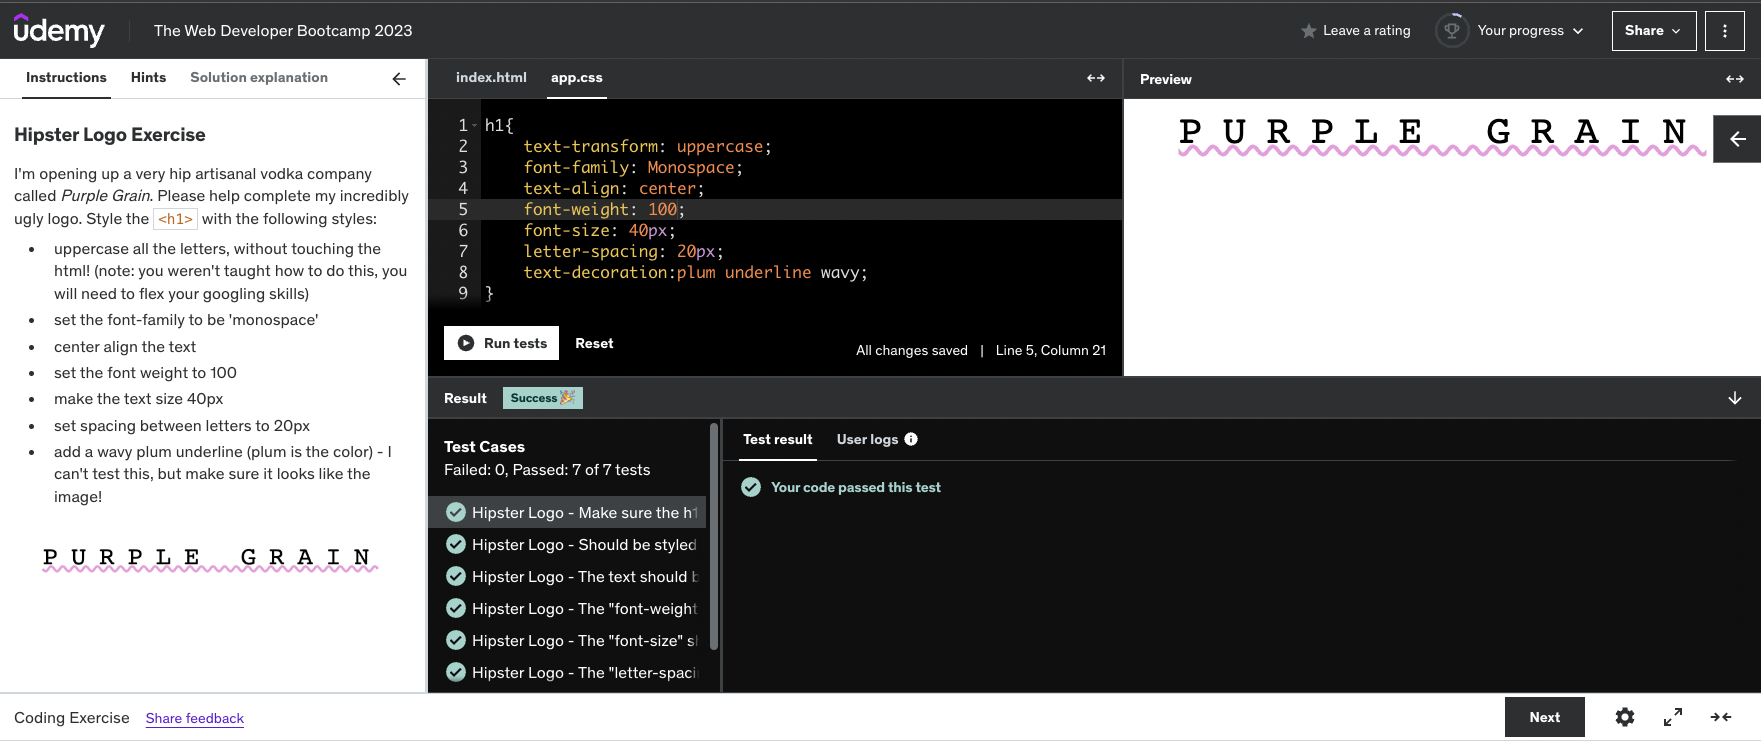 udemy
The Web Developer Bootcamp 2023
Leave a rating
Your progress
Share
Instructions
Hints
Solution explanation
Hipster Logo Exercise
I'm opening up a very hip artisanal vodka company
called Purple Grain. Please help complete my incredibly
ugly logo. Style the <h1> with the following styles:
• uppercase all the letters, without touching the
html! (note: you weren't taught how to do this, you
will need to flex your googling skills)
• set the font-family to be 'monospace'
• center align the text
• set the font weight to 100
• make the text size 40px
• set spacing between letters to 20px
• add a wavy plum underline (plum is the color) - I
can't test this, but make sure it looks like the
image!
PURPLE GRAIN
index.html
app.css
1 h1{
2 text-transform: uppercase;
3 font-family: Monospace;
4 text-align: center;
5 font-weight: 100;
6 font-size: 40px;
7 letter-spacing: 20px;
8 text-decoration:plum underline wavy;
9 }
Run tests
Reset
All changes saved | Line 5, Column 21
Preview
PURPLE GRAIN
Result
Success
Test Cases
Failed: 0, Passed: 7 of 7 tests
Hipster Logo - Make sure the h1
Hipster Logo - Should be styled
Hipster Logo - The text should b
Hipster Logo - The "font-weight
Hipster Logo - The "font-size" sh
Hipster Logo - The "letter-spaci
Test result
User logs
Your code passed this test
Coding Exercise
Share feedback
Next